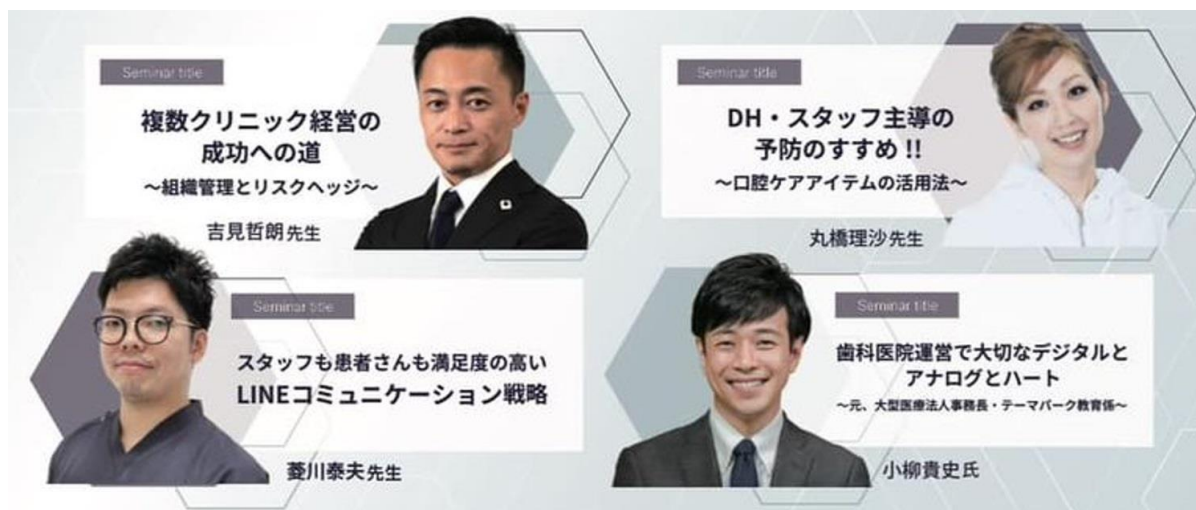 Seminar title
複数クリニック経営の
成功への道
～組織管理とリスクヘッジ～
吉見哲朗先生
Seminar title
DH・スタッフ主導の
予防のすすめ!!
～口腔ケアアイテムの活用法～
丸橋理沙先生
Seminar title
スタッフも患者さんも満足度の高い
LINEコミュニケーション戦略
菱川泰夫先生
Seminar title
歯科医院運営で大切なデジタルと
アナログとハート
～元、大型医療法人事務長・テーマパーク教育係～
小柳貴史氏